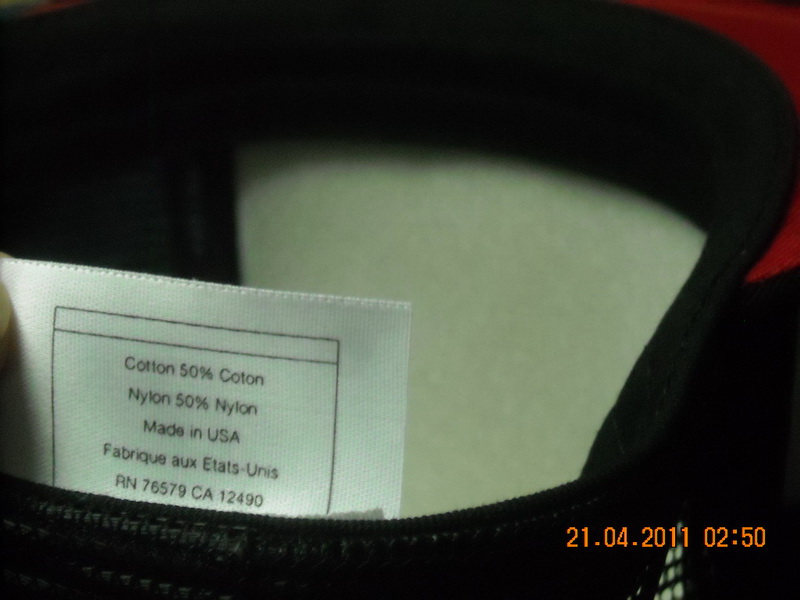 Cotton 50% Coton
Nylon 50% Nylon
Made in USA
Fabrique aux Etats-Unis
RN 76579 CA 12490
21.04.2011 02:50